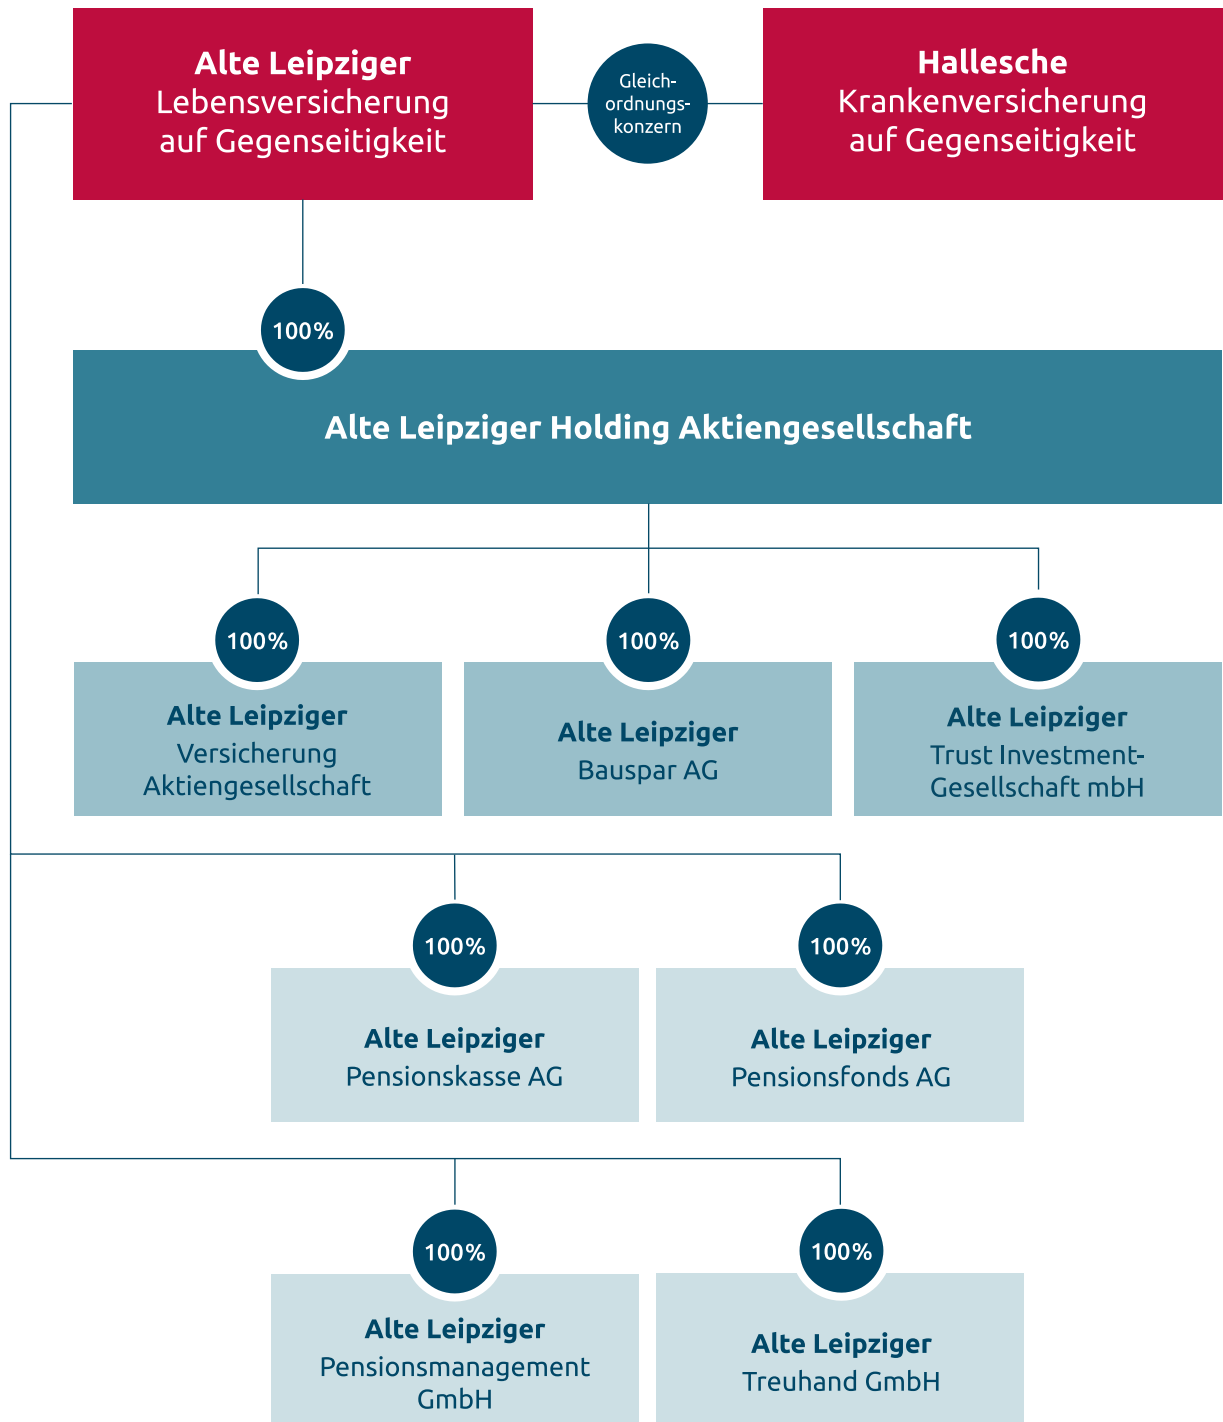 Alte Leipziger
Lebensversicherung
auf Gegenseitigkeit
Gleich-
ordnungs-
konzern
Hallesche
Krankenversicherung
auf Gegenseitigkeit
100%
Alte Leipziger Holding Aktiengesellschaft
100%
Alte Leipziger
Versicherung
Aktiengesellschaft
100%
Alte Leipziger
Bauspar AG
100%
Alte Leipziger
Trust Investment-
Gesellschaft mbH
100%
Alte Leipziger
Pensionskasse AG
100%
Alte Leipziger
Pensionsfonds AG
100%
Alte Leipziger
Pensionsmanagement
GmbH
100%
Alte Leipziger
Treuhand GmbH